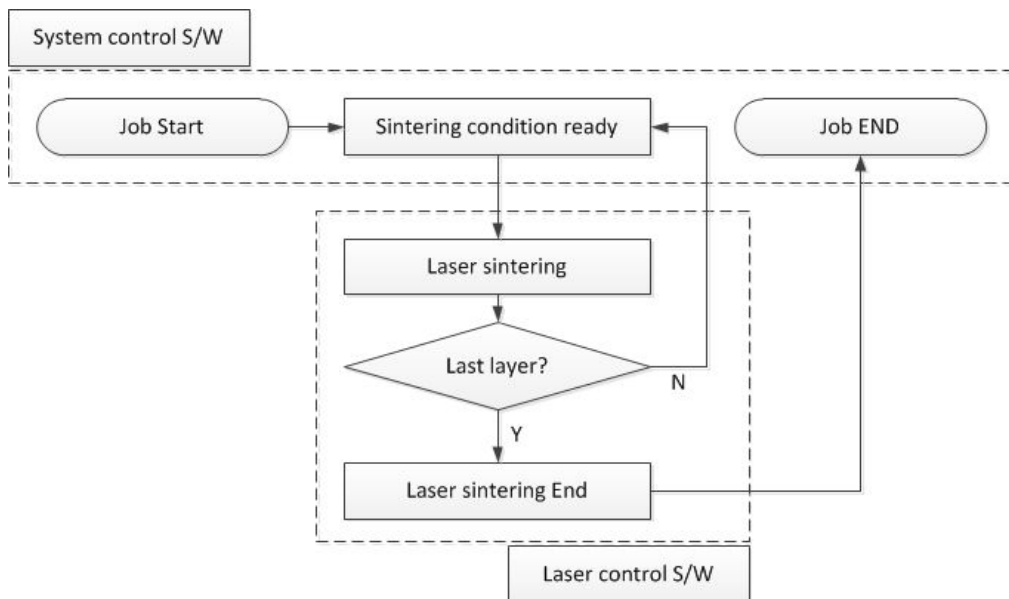 System control S/W
Job Start
Sintering condition ready
Job END
Laser sintering
Last layer?
N
Y
Laser sintering End
Laser control S/W